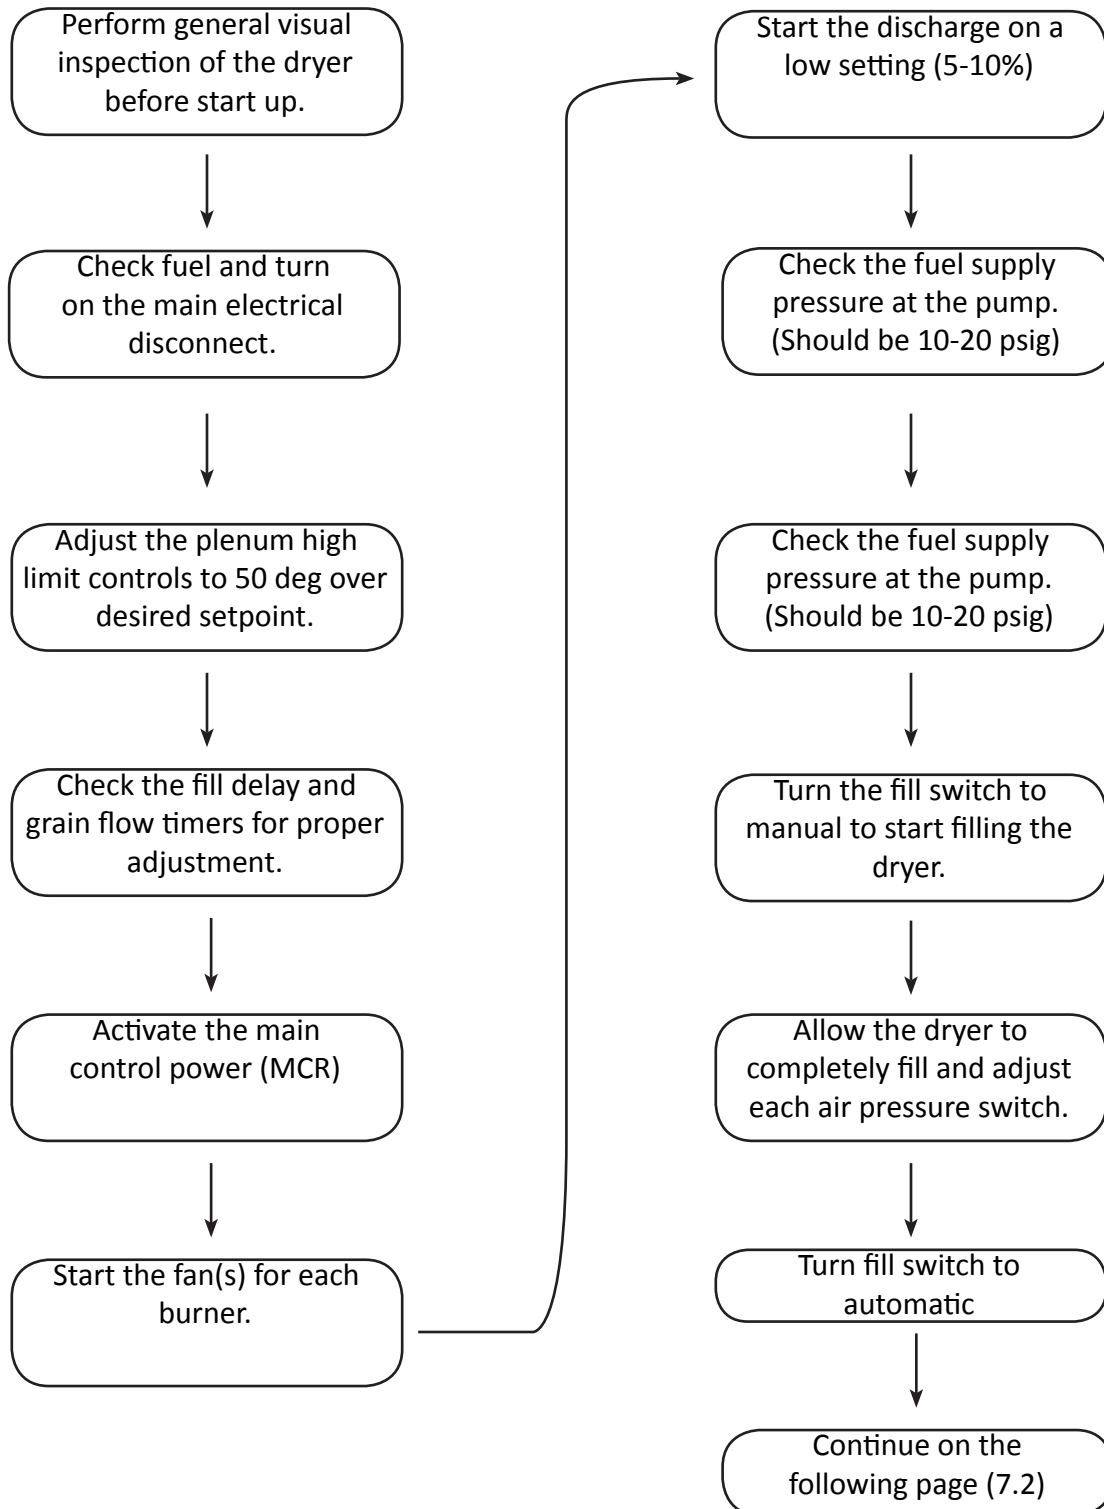 Perform general visual
inspection of the dryer
before start up.
Check fuel and turn
on the main electrical
disconnect.
Adjust the plenum high
limit controls to 50 deg over
desired setpoint.
Check the fill delay and
grain flow timers for proper
adjustment.
Activate the main
control power (MCR)
Start the fan(s) for each
burner.
Start the discharge on a
low setting (5-10%)
Check the fuel supply
pressure at the pump.
(Should be 10-20 psig)
Check the fuel supply
pressure at the pump.
(Should be 10-20 psig)
Turn the fill switch to
manual to start filling the
dryer.
Allow the dryer to
completely fill and adjust
each air pressure switch.
Turn fill switch to
automatic
Continue on the
following page (7.2)